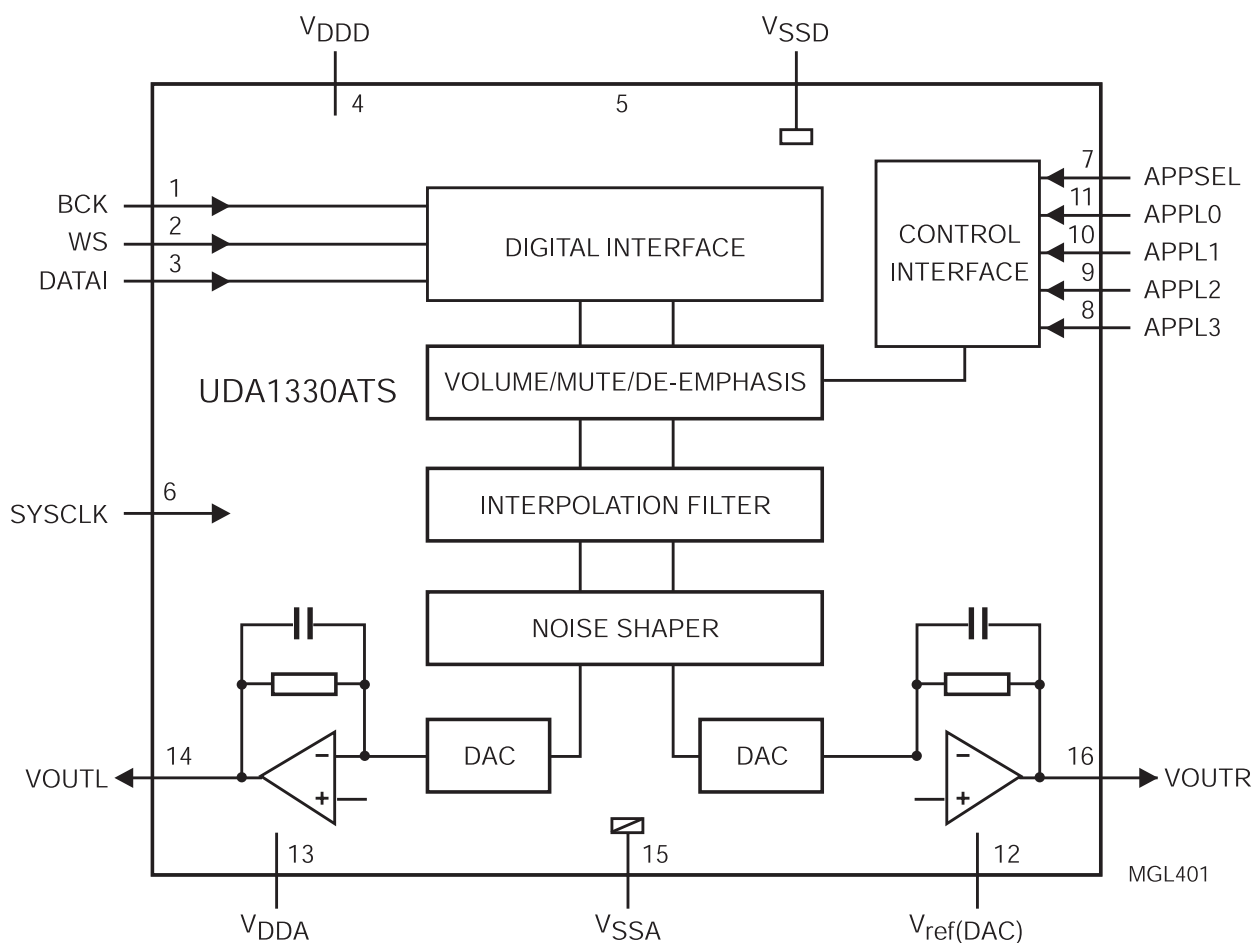 VDDD
VSSD
4
5
7
APPSEL
BCK
1
11
APPL0
WS
2
DIGITAL INTERFACE
CONTROL
INTERFACE
10
APPL1
DATAI
3
9
APPL2
8
APPL3
UDA1330ATS
VOLUME/MUTE/DE-EMPHASIS
SYSCLK
6
INTERPOLATION FILTER
NOISE SHAPER
VOUTL
14
−
+
DAC
DAC
−
+
16
VOUTR
13
15
12
MGL401
VDDA
VSSA
Vref(DAC)